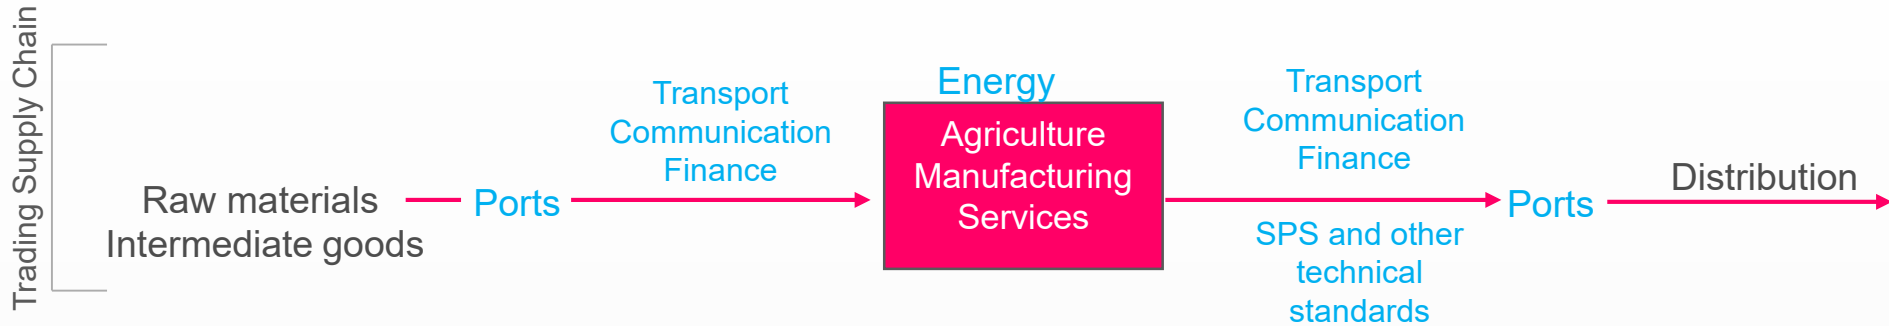 Trading Supply Chain
Raw materials
Intermediate goods
Ports
Transport
Communication
Finance
Energy
Agriculture
Manufacturing
Services
Transport
Communication
Finance
SPS and other
technical
standards
Ports
Distribution